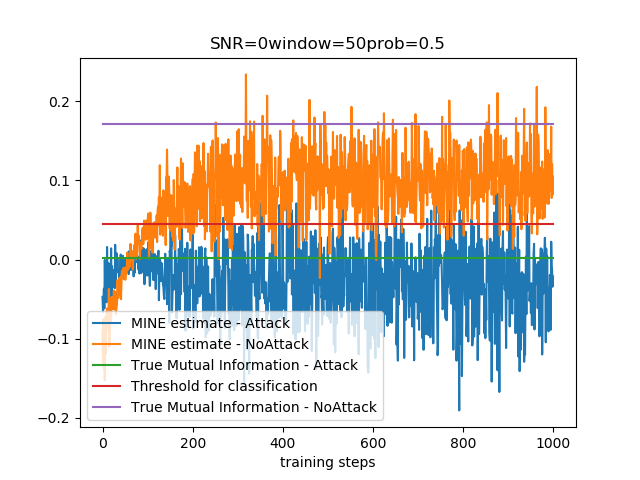 SNR=0window=50prob=0.5
0.2
0.1
0.0
−0.1
−0.2
MINE estimate - Attack
MINE estimate - NoAttack
True Mutual Information - Attack
Threshold for classification
True Mutual Information - NoAttack
0 200 400 600 800 1000
training steps